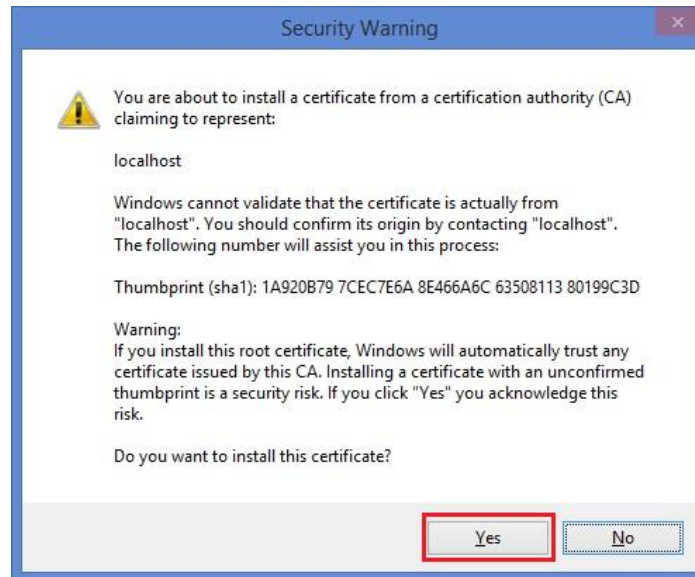 Security Warning
You are about to install a certificate from a certification authority (CA)
claiming to represent:
localhost
Windows cannot validate that the certificate is actually from
"localhost". You should confirm its origin by contacting "localhost".
The following number will assist you in this process:
Thumbprint (sha1): 1A920B79 7CEC7E6A 8E466A6C 63508113 80199C3D
Warning:
If you install this root certificate, Windows will automatically trust any
certificate issued by this CA. Installing a certificate with an unconfirmed
thumbprint is a security risk. If you click "Yes" you acknowledge this
risk.
Do you want to install this certificate?
Yes No